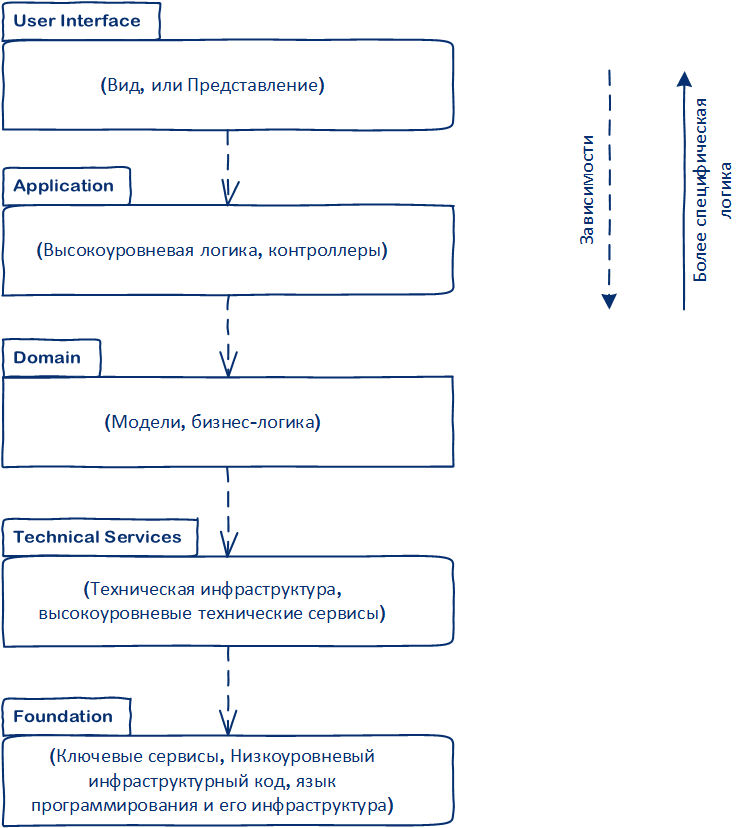 User Interface
(Вид, или Представление)
Application
(Высокоуровневая логика, контроллеры)
Domain
(Модели, бизнес-логика)
Technical Services
(Техническая инфраструктура,
высокоуровневые технические сервисы)
Foundation
(Ключевые сервисы, Низкоуровневый
инфраструктурный код, язык
программирования и его инфраструктура)
Зависимости
Более специфическая
логика